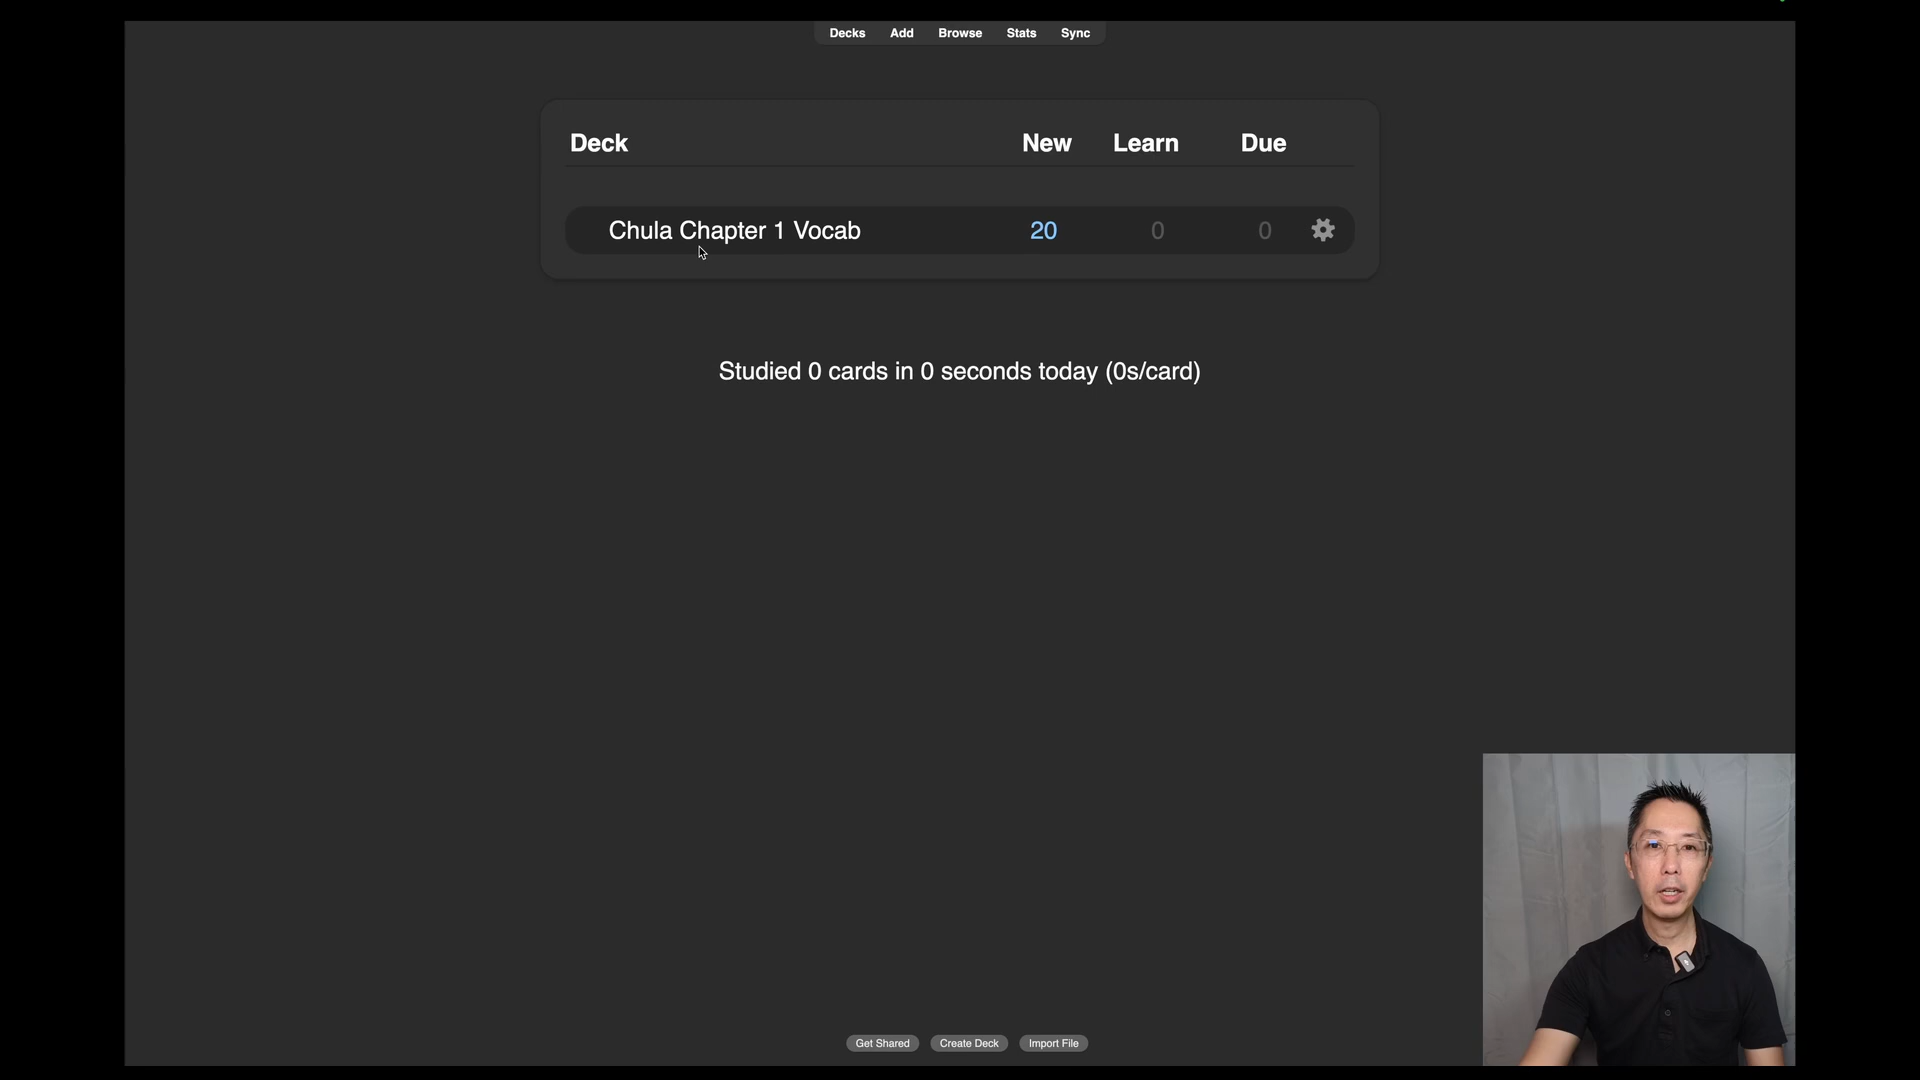 Decks Add Browse Stats Sync
Deck New Learn Due
Chula Chapter 1 Vocab 20 0 0
Studied 0 cards in 0 seconds today (0s/card)
Get Shared Create Deck Import File